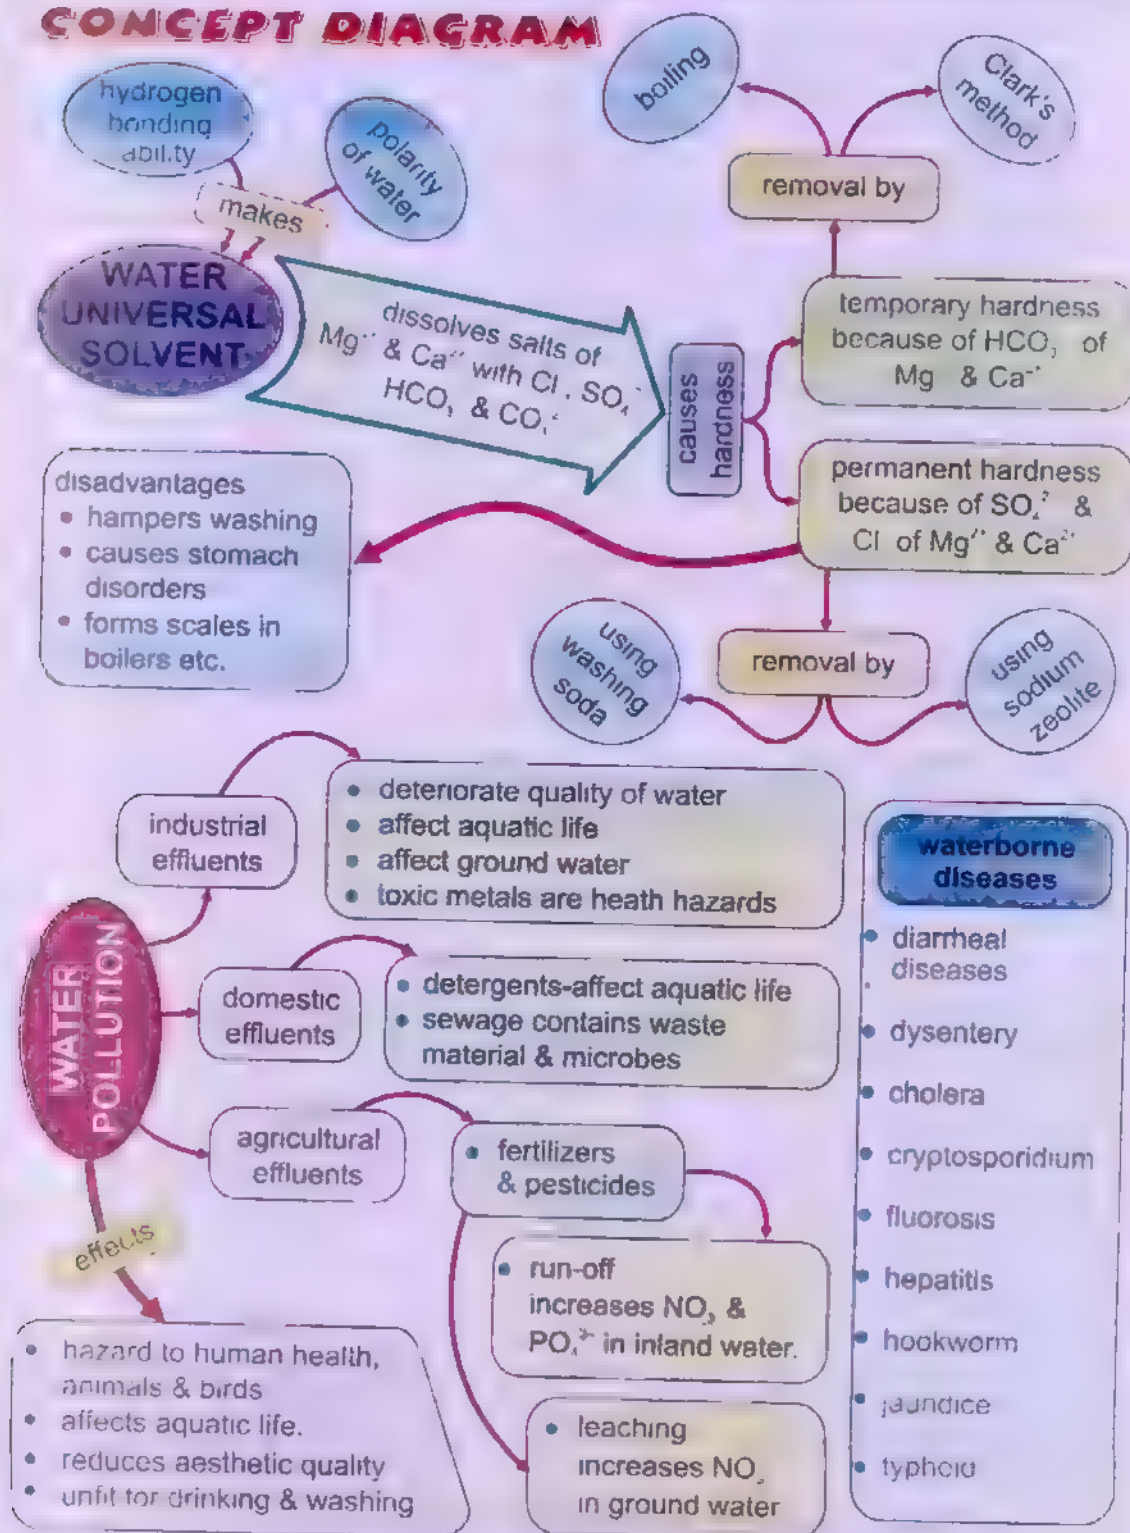 CONCEPT DIAGRAM
hydrogen
bonding
ability
polarity
of water
makes
WATER
UNIVERSAL
SOLVENT
dissolves salts of
Mg & Ca with Cl, SO₄
HCO₃ & CO₃
causes
hardness
boiling
Clark's
method
removal by
temporary hardness
because of HCO₃ of
Mg & Ca
permanent hardness
because of SO₄² &
Cl of Mg²⁺ & Ca²⁺
disadvantages
• hampers washing
• causes stomach
disorders
• forms scales in
boilers etc.
using
washing
soda
removal by
using
sodium
zeolite
WATER
POLLUTION
industrial
effluents
• deteriorate quality of water
• affect aquatic life
• affect ground water
• toxic metals are heath hazards
domestic
effluents
• detergents-affect aquatic life
• sewage contains waste
material & microbes
agricultural
effluents
• fertilizers
& pesticides
• run-off
increases NO₃ &
PO₄³⁻ in inland water.
• leaching
increases NO
in ground water
effects
• hazard to human health,
animals & birds
• affects aquatic life.
• reduces aesthetic quality
• unfit for drinking & washing
waterborne
diseases
• diarrheal
diseases
• dysentery
• cholera
• cryptosporidium
• fluorosis
• hepatitis
• hookworm
• jaundice
• typhoid